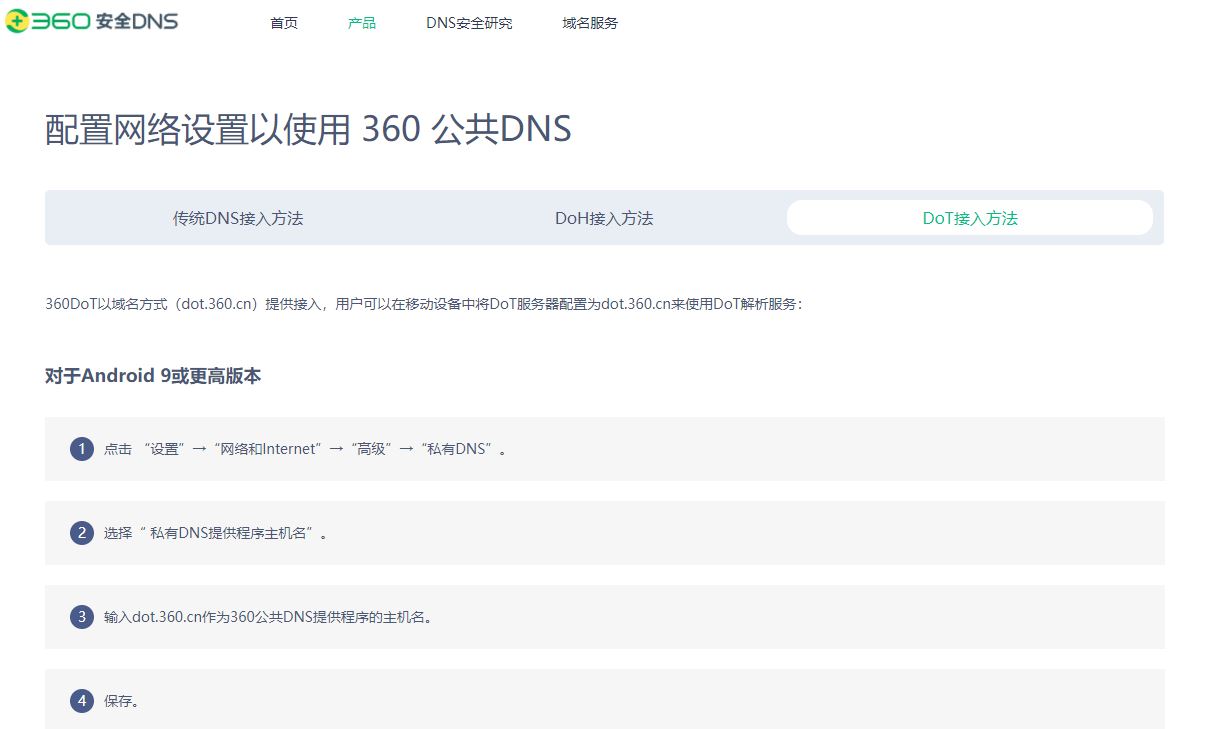 360 安全DNS 首页 产品 DNS安全研究 域名服务
配置网络设置以使用 360 公共DNS
传统DNS接入方法 DoH接入方法 DoT接入方法
360DoT以域名方式（dot.360.cn）提供接入，用户可以在移动设备中将DoT服务器配置为dot.360.cn来使用DoT解析服务：
对于Android 9或更高版本
1 点击 “设置”→“网络和Internet”→“高级”→“私有DNS”。
2 选择“ 私有DNS提供程序主机名”。
3 输入dot.360.cn作为360公共DNS提供程序的主机名。
4 保存。